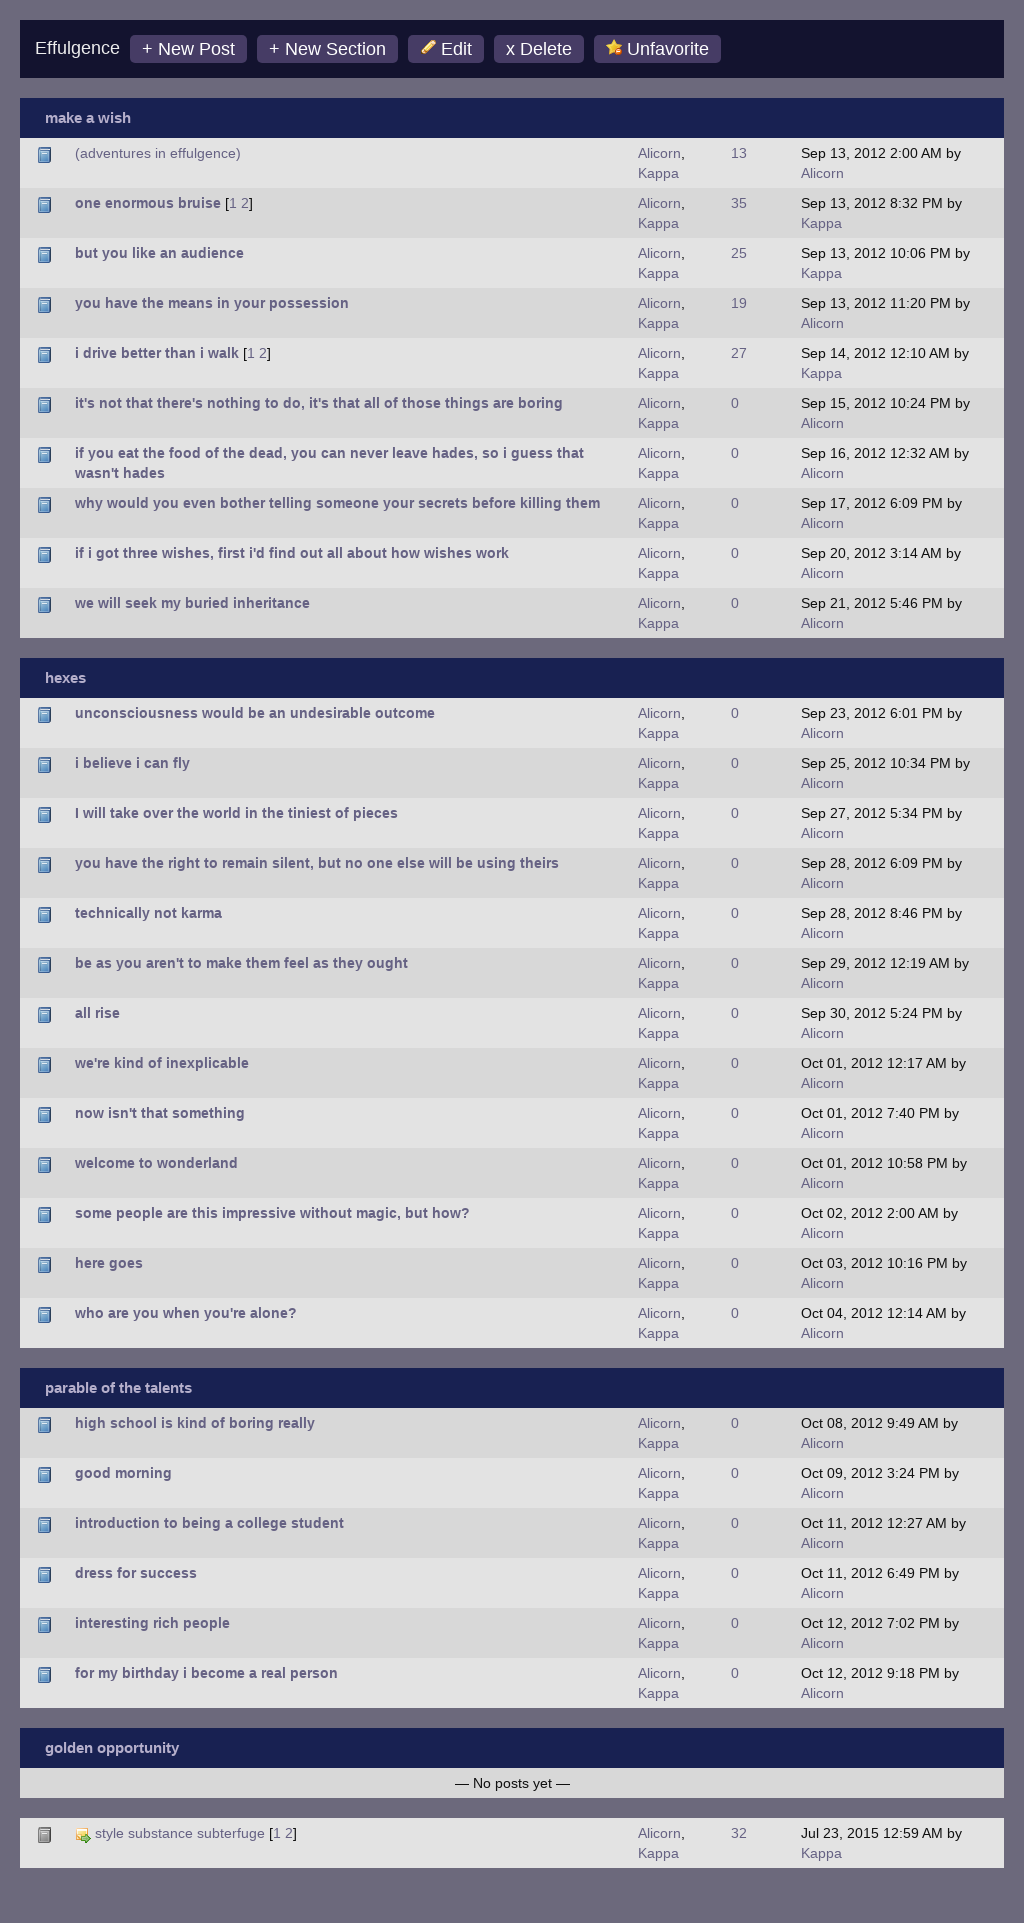 Effulgence + New Post + New Section Edit x Delete Unfavorite
make a wish
(adventures in effulgence) Alicorn, 13 Sep 13, 2012 2:00 AM by
Kappa Alicorn
one enormous bruise [1 2] Alicorn, 35 Sep 13, 2012 8:32 PM by
Kappa Kappa
but you like an audience Alicorn, 25 Sep 13, 2012 10:06 PM by
Kappa Kappa
you have the means in your possession Alicorn, 19 Sep 13, 2012 11:20 PM by
Kappa Alicorn
i drive better than i walk [1 2] Alicorn, 27 Sep 14, 2012 12:10 AM by
Kappa Kappa
it's not that there's nothing to do, it's that all of those things are boring Alicorn, 0 Sep 15, 2012 10:24 PM by
Kappa Alicorn
if you eat the food of the dead, you can never leave hades, so i guess that Alicorn, 0 Sep 16, 2012 12:32 AM by
wasn't hades Kappa Alicorn
why would you even bother telling someone your secrets before killing them Alicorn, 0 Sep 17, 2012 6:09 PM by
Kappa Alicorn
if i got three wishes, first i'd find out all about how wishes work Alicorn, 0 Sep 20, 2012 3:14 AM by
Kappa Alicorn
we will seek my buried inheritance Alicorn, 0 Sep 21, 2012 5:46 PM by
Kappa Alicorn
hexes
unconsciousness would be an undesirable outcome Alicorn, 0 Sep 23, 2012 6:01 PM by
Kappa Alicorn
i believe i can fly Alicorn, 0 Sep 25, 2012 10:34 PM by
Kappa Alicorn
I will take over the world in the tiniest of pieces Alicorn, 0 Sep 27, 2012 5:34 PM by
Kappa Alicorn
you have the right to remain silent, but no one else will be using theirs Alicorn, 0 Sep 28, 2012 6:09 PM by
Kappa Alicorn
technically not karma Alicorn, 0 Sep 28, 2012 8:46 PM by
Kappa Alicorn
be as you aren't to make them feel as they ought Alicorn, 0 Sep 29, 2012 12:19 AM by
Kappa Alicorn
all rise Alicorn, 0 Sep 30, 2012 5:24 PM by
Kappa Alicorn
we're kind of inexplicable Alicorn, 0 Oct 01, 2012 12:17 AM by
Kappa Alicorn
now isn't that something Alicorn, 0 Oct 01, 2012 7:40 PM by
Kappa Alicorn
welcome to wonderland Alicorn, 0 Oct 01, 2012 10:58 PM by
Kappa Alicorn
some people are this impressive without magic, but how? Alicorn, 0 Oct 02, 2012 2:00 AM by
Kappa Alicorn
here goes Alicorn, 0 Oct 03, 2012 10:16 PM by
Kappa Alicorn
who are you when you're alone? Alicorn, 0 Oct 04, 2012 12:14 AM by
Kappa Alicorn
parable of the talents
high school is kind of boring really Alicorn, 0 Oct 08, 2012 9:49 AM by
Kappa Alicorn
good morning Alicorn, 0 Oct 09, 2012 3:24 PM by
Kappa Alicorn
introduction to being a college student Alicorn, 0 Oct 11, 2012 12:27 AM by
Kappa Alicorn
dress for success Alicorn, 0 Oct 11, 2012 6:49 PM by
Kappa Alicorn
interesting rich people Alicorn, 0 Oct 12, 2012 7:02 PM by
Kappa Alicorn
for my birthday i become a real person Alicorn, 0 Oct 12, 2012 9:18 PM by
Kappa Alicorn
golden opportunity
— No posts yet —
style substance subterfuge [1 2] Alicorn, 32 Jul 23, 2015 12:59 AM by
Kappa Kappa